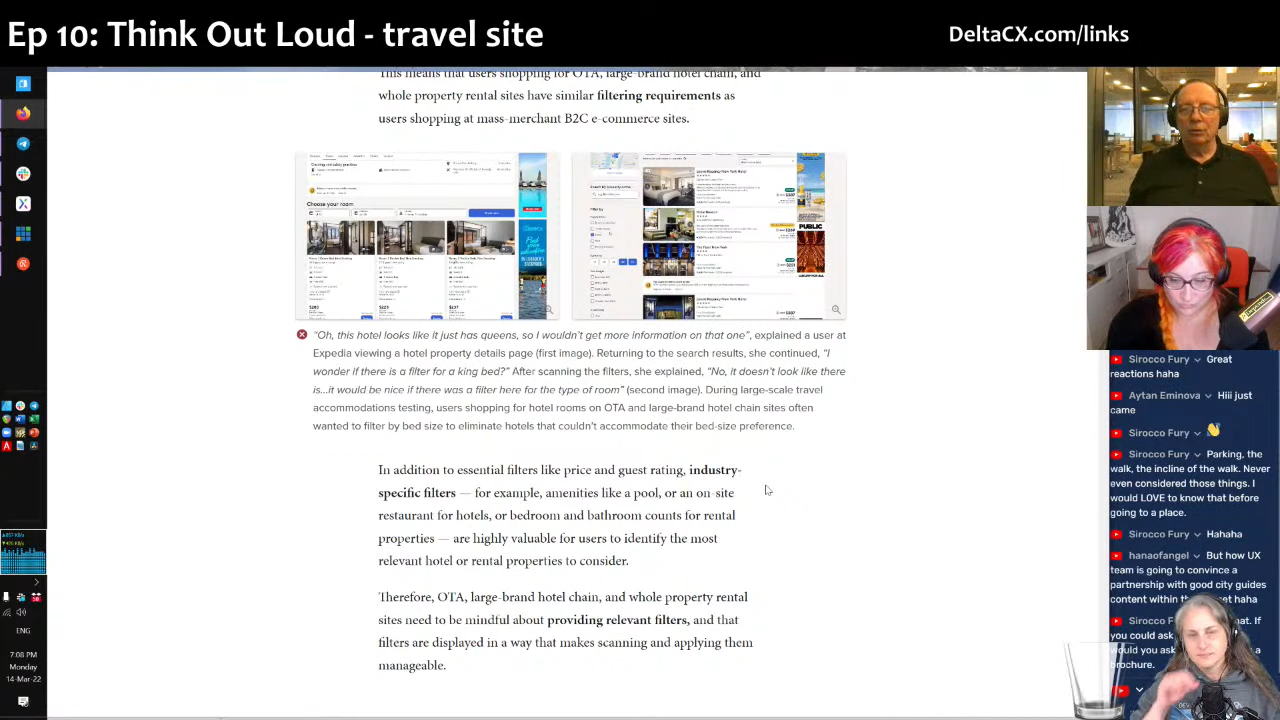 Ep 10: Think Out Loud - travel site
DeltaCX.com/links
This means that users shopping for OTA, large-brand hotel chain, and
whole property rental sites have similar filtering requirements as
users shopping at mass-merchant B2C e-commerce sites.
Choose your room
PUBLIC
"Oh, this hotel looks like it just has queens, so I wouldn't get more information on that one", explained a user at
Expedia viewing a hotel property details page (first image). Returning to the search results, she continued, "I
wonder if there is a filter for a king bed?" After scanning the filters, she explained, "No, it doesn't look like there
is...it would be nice if there was a filter here for the type of room" (second image). During large-scale travel
accommodations testing, users shopping for hotel rooms on OTA and large-brand hotel chain sites often
wanted to filter by bed size to eliminate hotels that couldn't accommodate their bed-size preference.
In addition to essential filters like price and guest rating, industry-
specific filters — for example, amenities like a pool, or an on-site
restaurant for hotels, or bedroom and bathroom counts for rental
properties — are highly valuable for users to identify the most
relevant hotel or rental properties to consider.
Therefore, OTA, large-brand hotel chain, and whole property rental
sites need to be mindful about providing relevant filters, and that
filters are displayed in a way that makes scanning and applying them
manageable.
Sirocco Fury Great
reactions haha
Aytan Eminova Hiii just
came
Sirocco Fury 👋
Sirocco Fury Parking, the
walk, the incline of the walk. Never
even considered those things. I
would LOVE to know that before
going to a place.
Sirocco Fury Hahaha
hanaofangel But how UX
team is going to convince a
partnership with good city guides
content within the
get haha
Sirocco
If
you could ask
would you ask
a
brochure.
ENG
7:08 PM
Monday
14-Mar-22